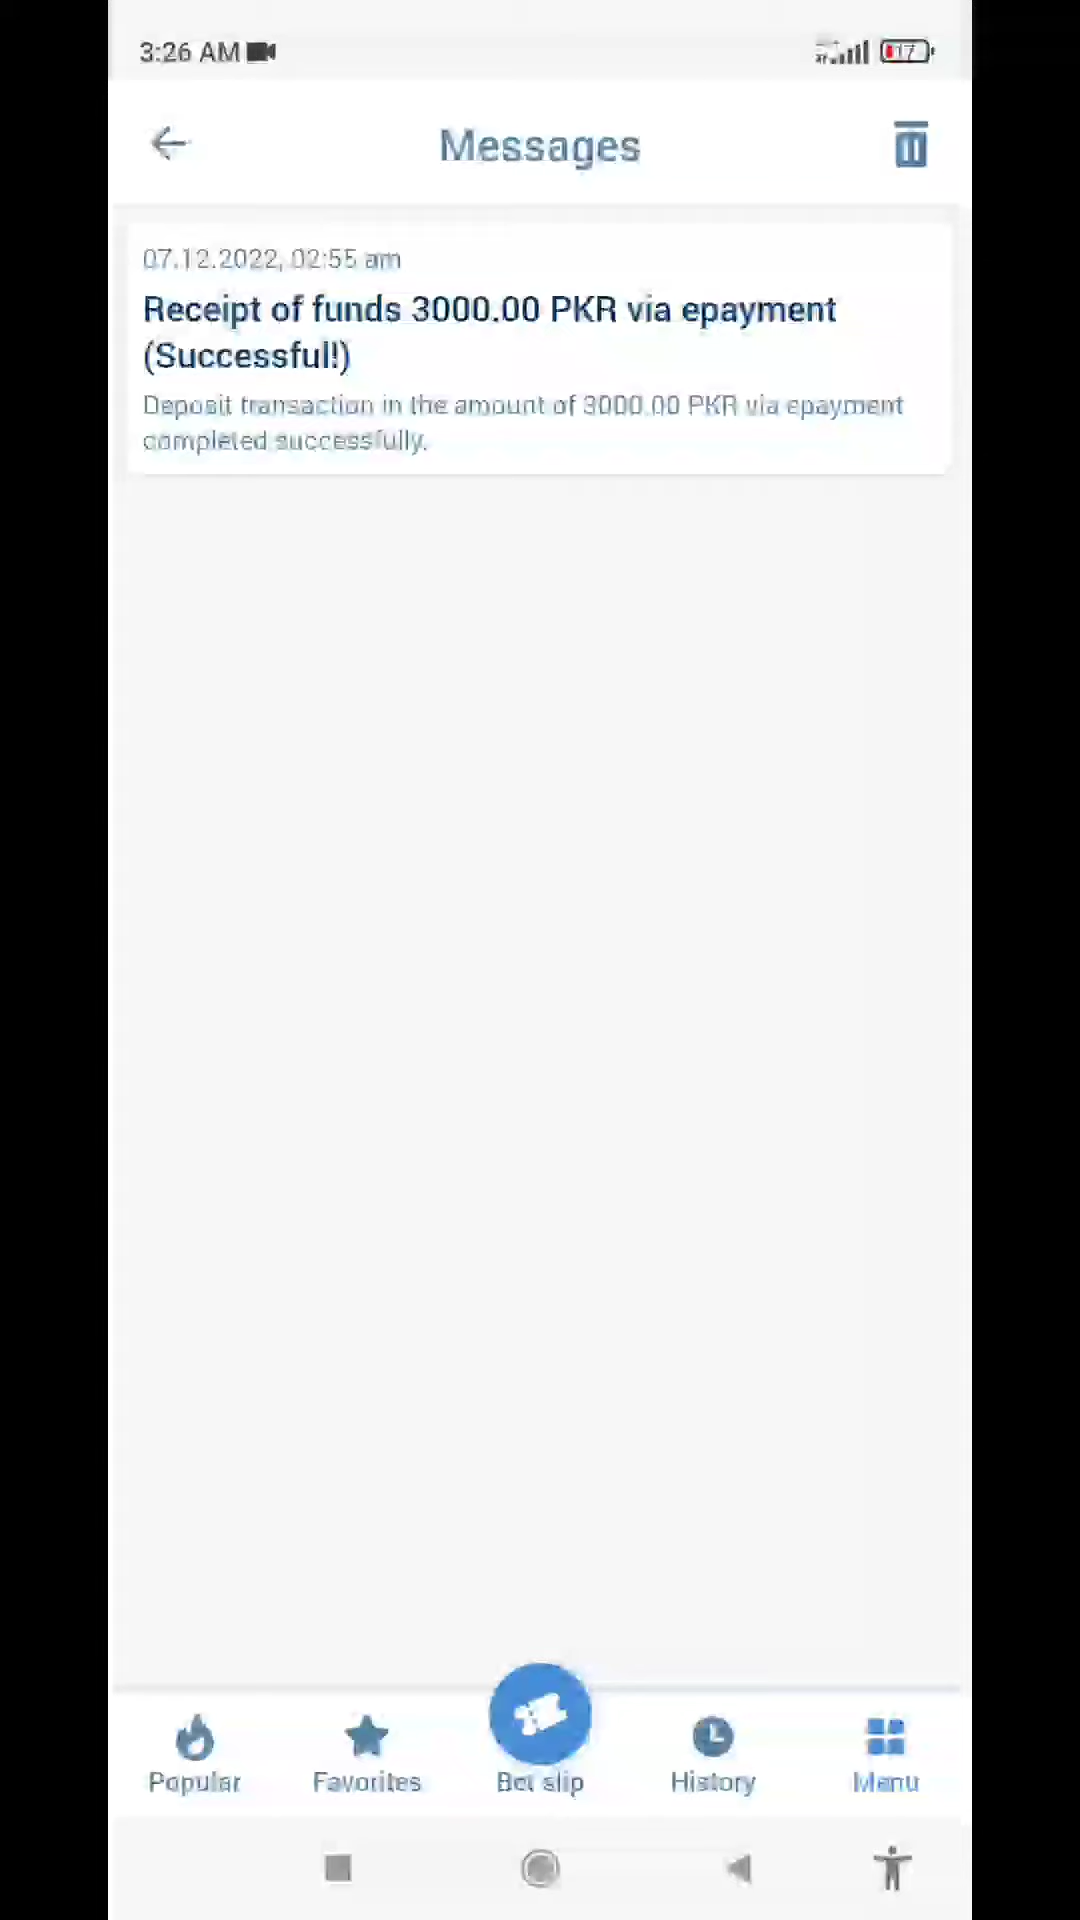 3:26 AM
17
Messages
07.12.2022, 02:55 am
Receipt of funds 3000.00 PKR via epayment
(Successful!)
Deposit transaction in the amount of 3000.00 PKR via epayment
completed successfully.
Popular
Favorites
Bet slip
History
Menu